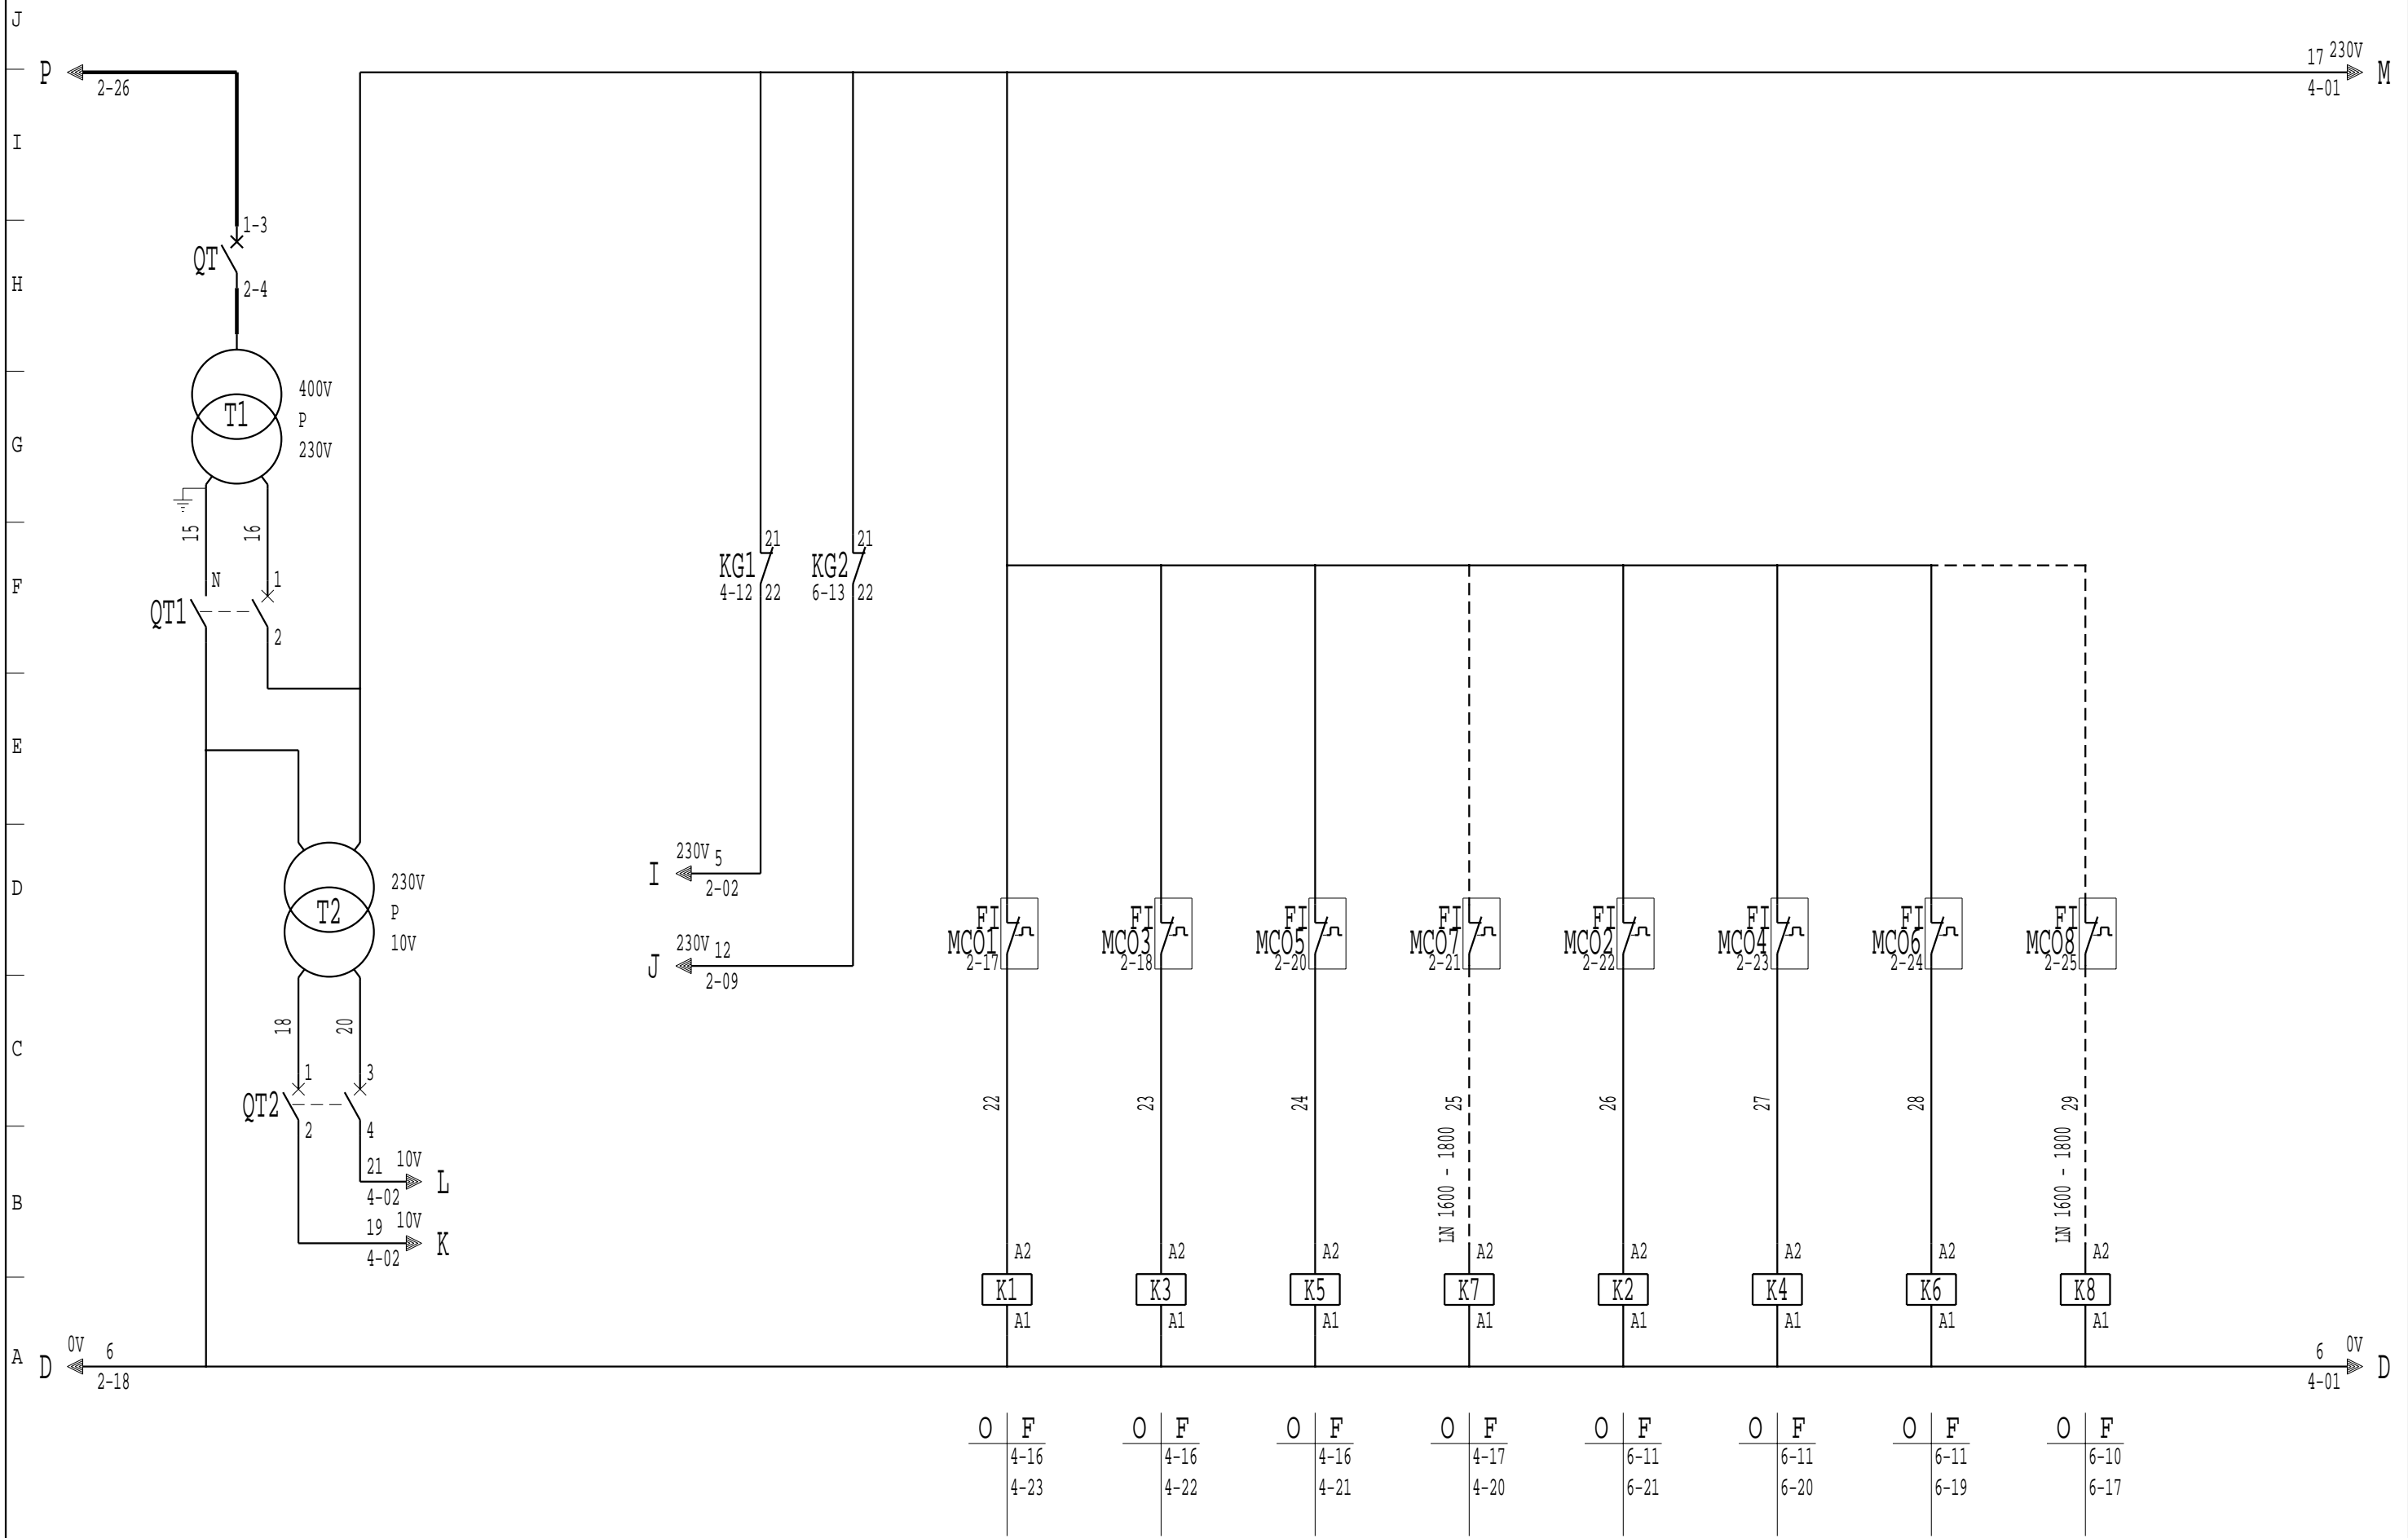 J
P
2-26
17 230V
M
4-01
I
1-3
QT
H
2-4
400V
T1
P
G
230V
15
16
21
21
KG1
KG2
F
N
1
4-12
22
6-13
22
QT1
2
E
230V 5
I
2-02
D
230V
T2
P
10V
230V 12
J
2-09
FI
MCO1
2-17
FI
MCO3
2-18
FI
MCO5
2-20
FI
MCO7
2-21
FI
MCO2
2-22
FI
MCO4
2-23
FI
MCO6
2-24
FI
MCO8
2-25
18
20
C
1
3
QT2
2
4
22
23
24
25
26
27
28
29
LN 1600 - 1800
LN 1600 - 1800
21 10V
L
4-02
B
19 10V
K
4-02
A2
A2
A2
A2
A2
A2
A2
A2
K1
K3
K5
K7
K2
K4
K6
K8
A1
A1
A1
A1
A1
A1
A1
A1
0V 6
A
D
2-18
6 0V
D
4-01
O F
O F
O F
O F
O F
O F
O F
O F
4-16
4-16
4-16
4-17
6-11
6-11
6-11
6-10
4-23
4-22
4-21
4-20
6-21
6-20
6-19
6-17